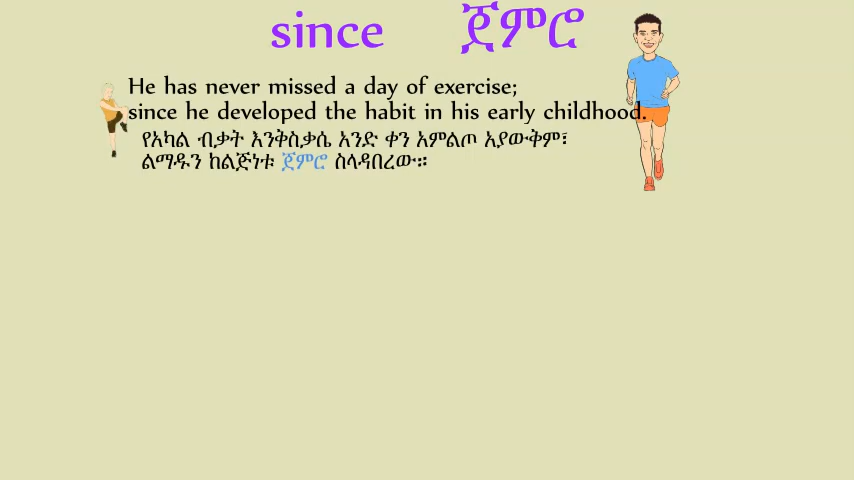 since ጀምሮ
He has never missed a day of exercise;
since he developed the habit in his early childhood.
የአካል ብቃት እንቅስቃሴ አንድ ቀን አምልጦ አያውቅም፣
ልማዱን ከልጅነቱ ጀምሮ ስላዳበረው።